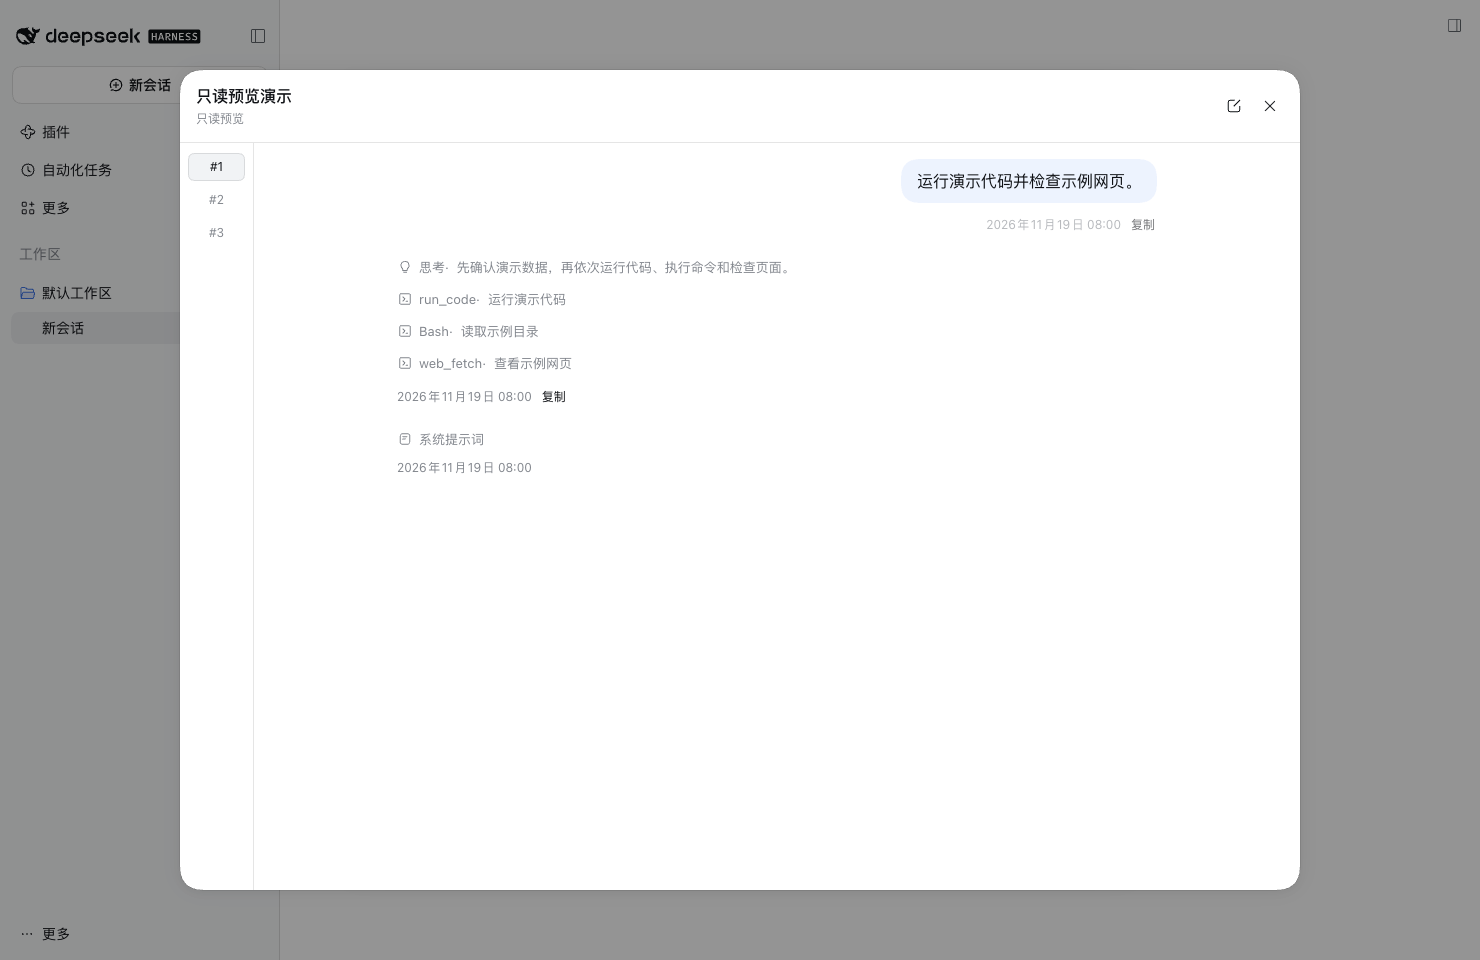 deepseek HARNESS
新会话
插件
自动化任务
更多
工作区
默认工作区
新会话
更多
只读预览演示
只读预览
#1
#2
#3
运行演示代码并检查示例网页。
2026年11月19日 08:00 复制
思考· 先确认演示数据，再依次运行代码、执行命令和检查页面。
run_code· 运行演示代码
Bash· 读取示例目录
web_fetch· 查看示例网页
2026年11月19日 08:00 复制
系统提示词
2026年11月19日 08:00